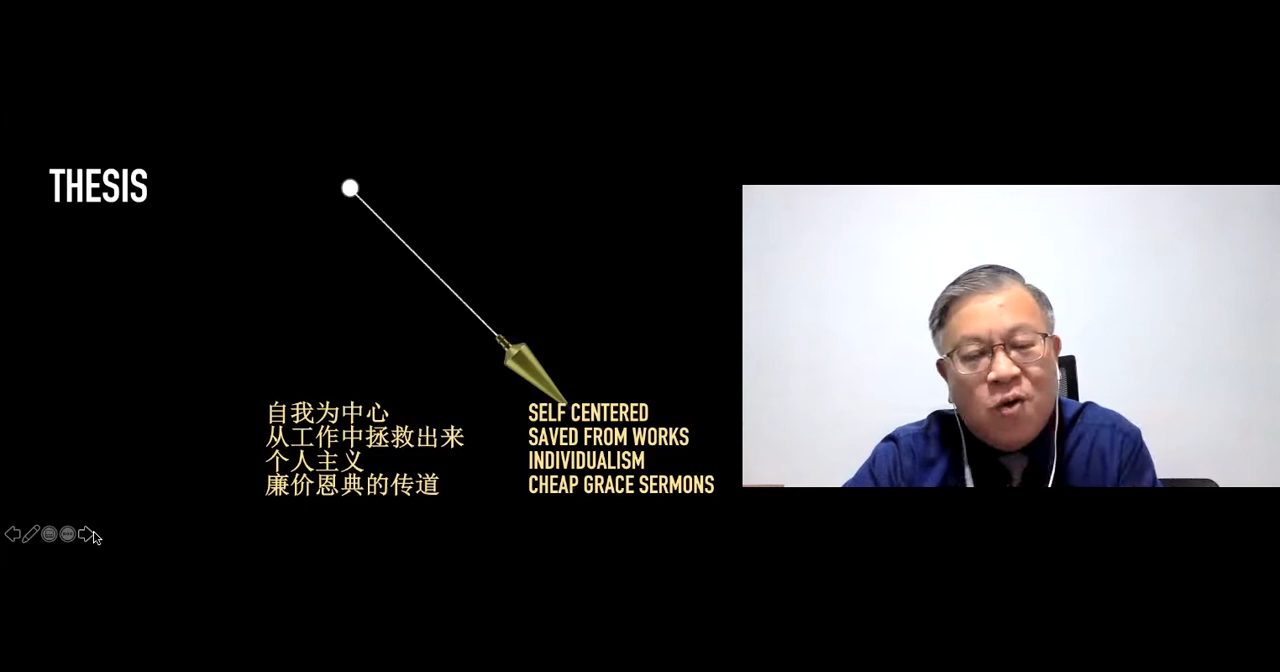 THESIS
自我为中心
从工作中拯救出来
个人主义
廉价恩典的传道
SELF CENTERED
SAVED FROM WORKS
INDIVIDUALISM
CHEAP GRACE SERMONS